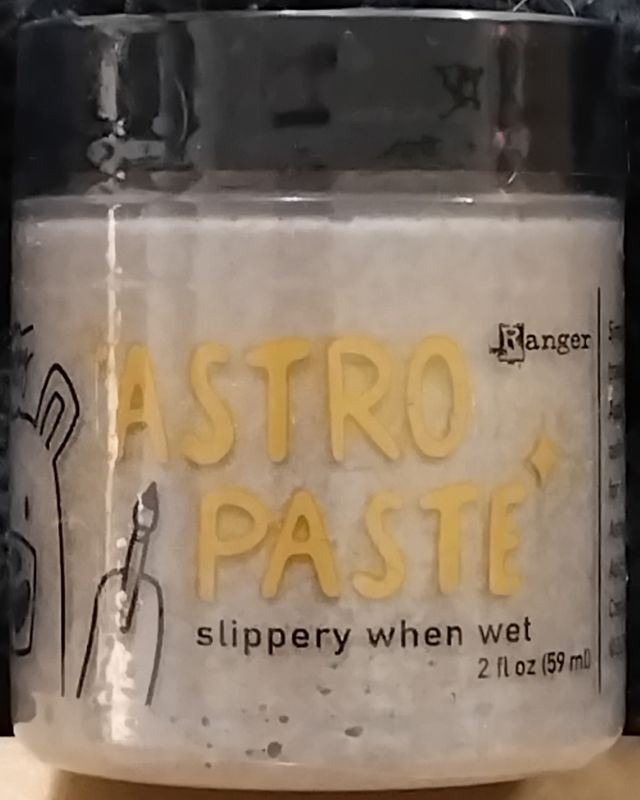 Ranger
ASTRO
PASTE
slippery when wet
2 fl oz (59 ml)